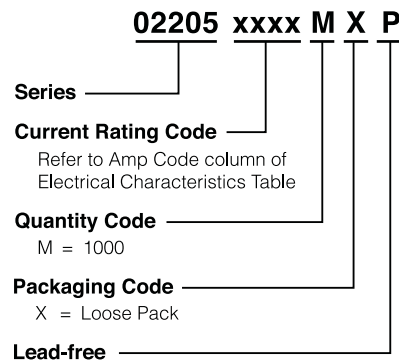 02205 xxxx M X P
Series
Current Rating Code
Refer to Amp Code column of
Electrical Characteristics Table
Quantity Code
M = 1000
Packaging Code
X = Loose Pack
Lead-free